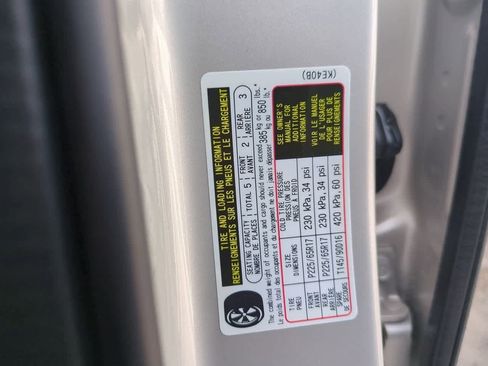 TIRE AND LOADING INFORMATION
RENSEIGNEMENTS SUR LES PNEUS ET LE CHARGEMENT
SEATING CAPACITY TOTAL 5 FRONT 2 REAR 3
NOMBRE DE PLACES AVANT ARRIÈRE
The combined weight of occupants and cargo should never exceed 385 kg or 850 lbs.
Le poids total des occupants et du chargement ne doit jamais dépasser kg ou lb.
TIRE SIZE COLD TIRE PRESSURE
PNEU DIMENSIONS PRESSION DES PNEUS À FROID
FRONT P225/65R17 230 kPa, 34 psi
AVANT
REAR P225/65R17 230 kPa, 34 psi
ARRIÈRE
SPARE T145/90D16 420 kPa, 60 psi
DE SECOURS
SEE OWNER'S
MANUAL FOR
ADDITIONAL
INFORMATION
VOIR LE MANUEL
DE L'USAGER
POUR PLUS DE
RENSEIGNEMENTS
(KE40B)